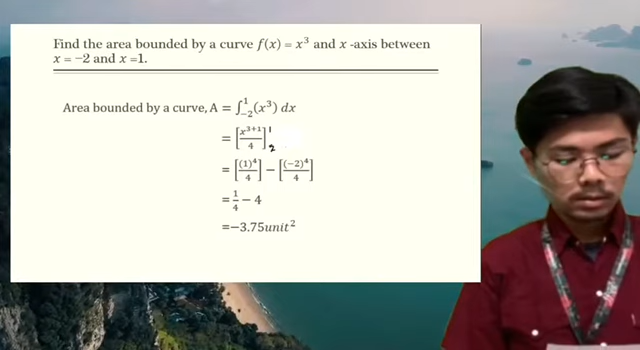 Find the area bounded by a curve f(x) = x³ and x -axis between
x = −2 and x =1.
Area bounded by a curve, A = ∫₋₂¹(x³) dx
= [x³⁺¹/4]¹₂
= [(1)⁴/4] − [(−2)⁴/4]
= 1/4 − 4
=−3.75unit²